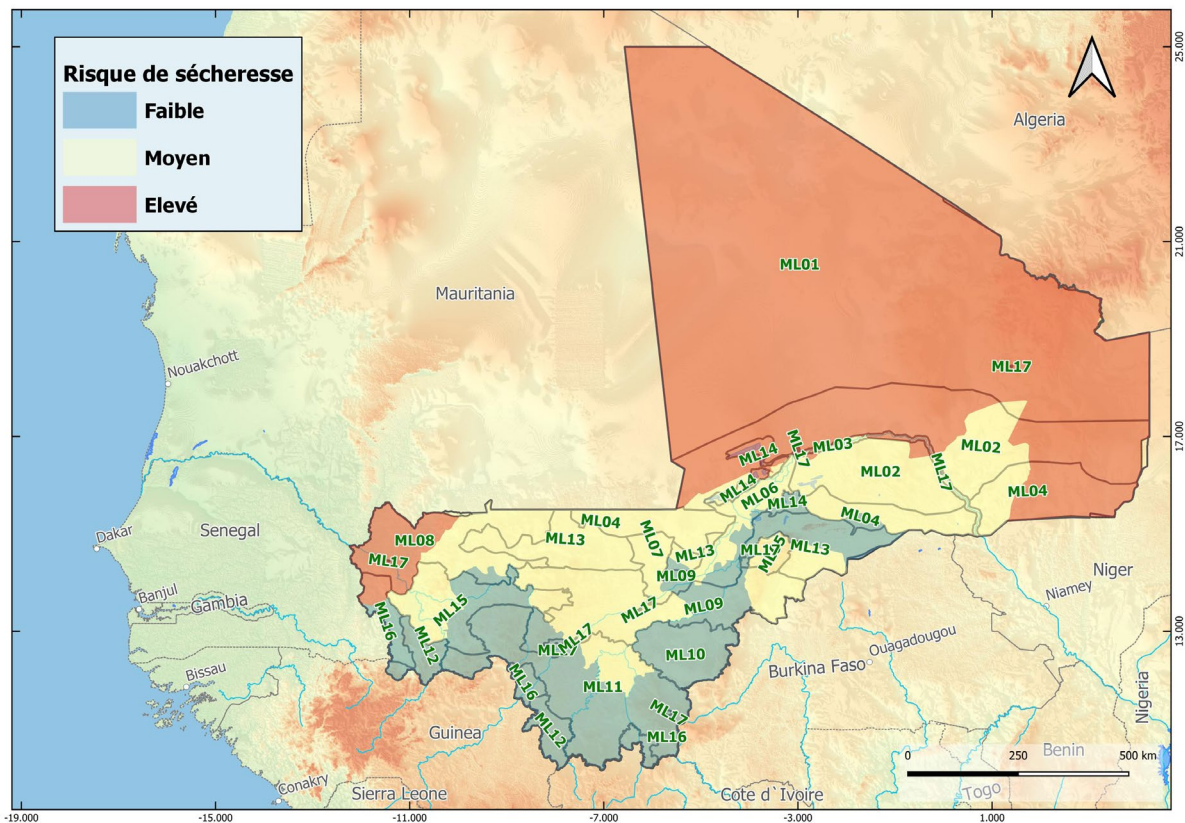 Risque de sécheresse
Faible
Moyen
Elevé
25.000
Algeria
21.000
ML01
Mauritania
Nouakchott
ML17
17.000
ML14
ML17
ML03
ML02
ML02
ML17
ML04
ML14
ML06
ML14
ML04
Dakar
Senegal
ML08
ML17
ML04
ML13
ML07
ML13
ML13
ML09
Niger
Niamey
Banjul
Gambia
ML16
ML15
ML12
ML17
ML09
13.000
ML17
ML10
Ouagadougou
Burkina Faso
Bissau
ML16
ML11
ML17
ML16
ML12
Guinea
Nigeria
Benin
0
250
500 km
Conakry
Sierra Leone
Cote d`Ivoire
Togo
-19.000
-15.000
-11.000
-7.000
-3.000
1.000